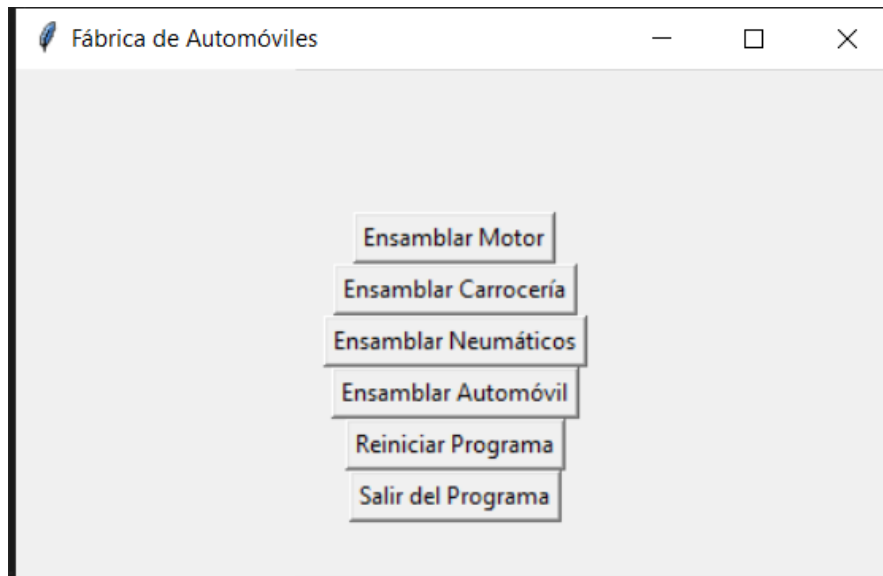 Fábrica de Automóviles
Ensamblar Motor
Ensamblar Carrocería
Ensamblar Neumáticos
Ensamblar Automóvil
Reiniciar Programa
Salir del Programa